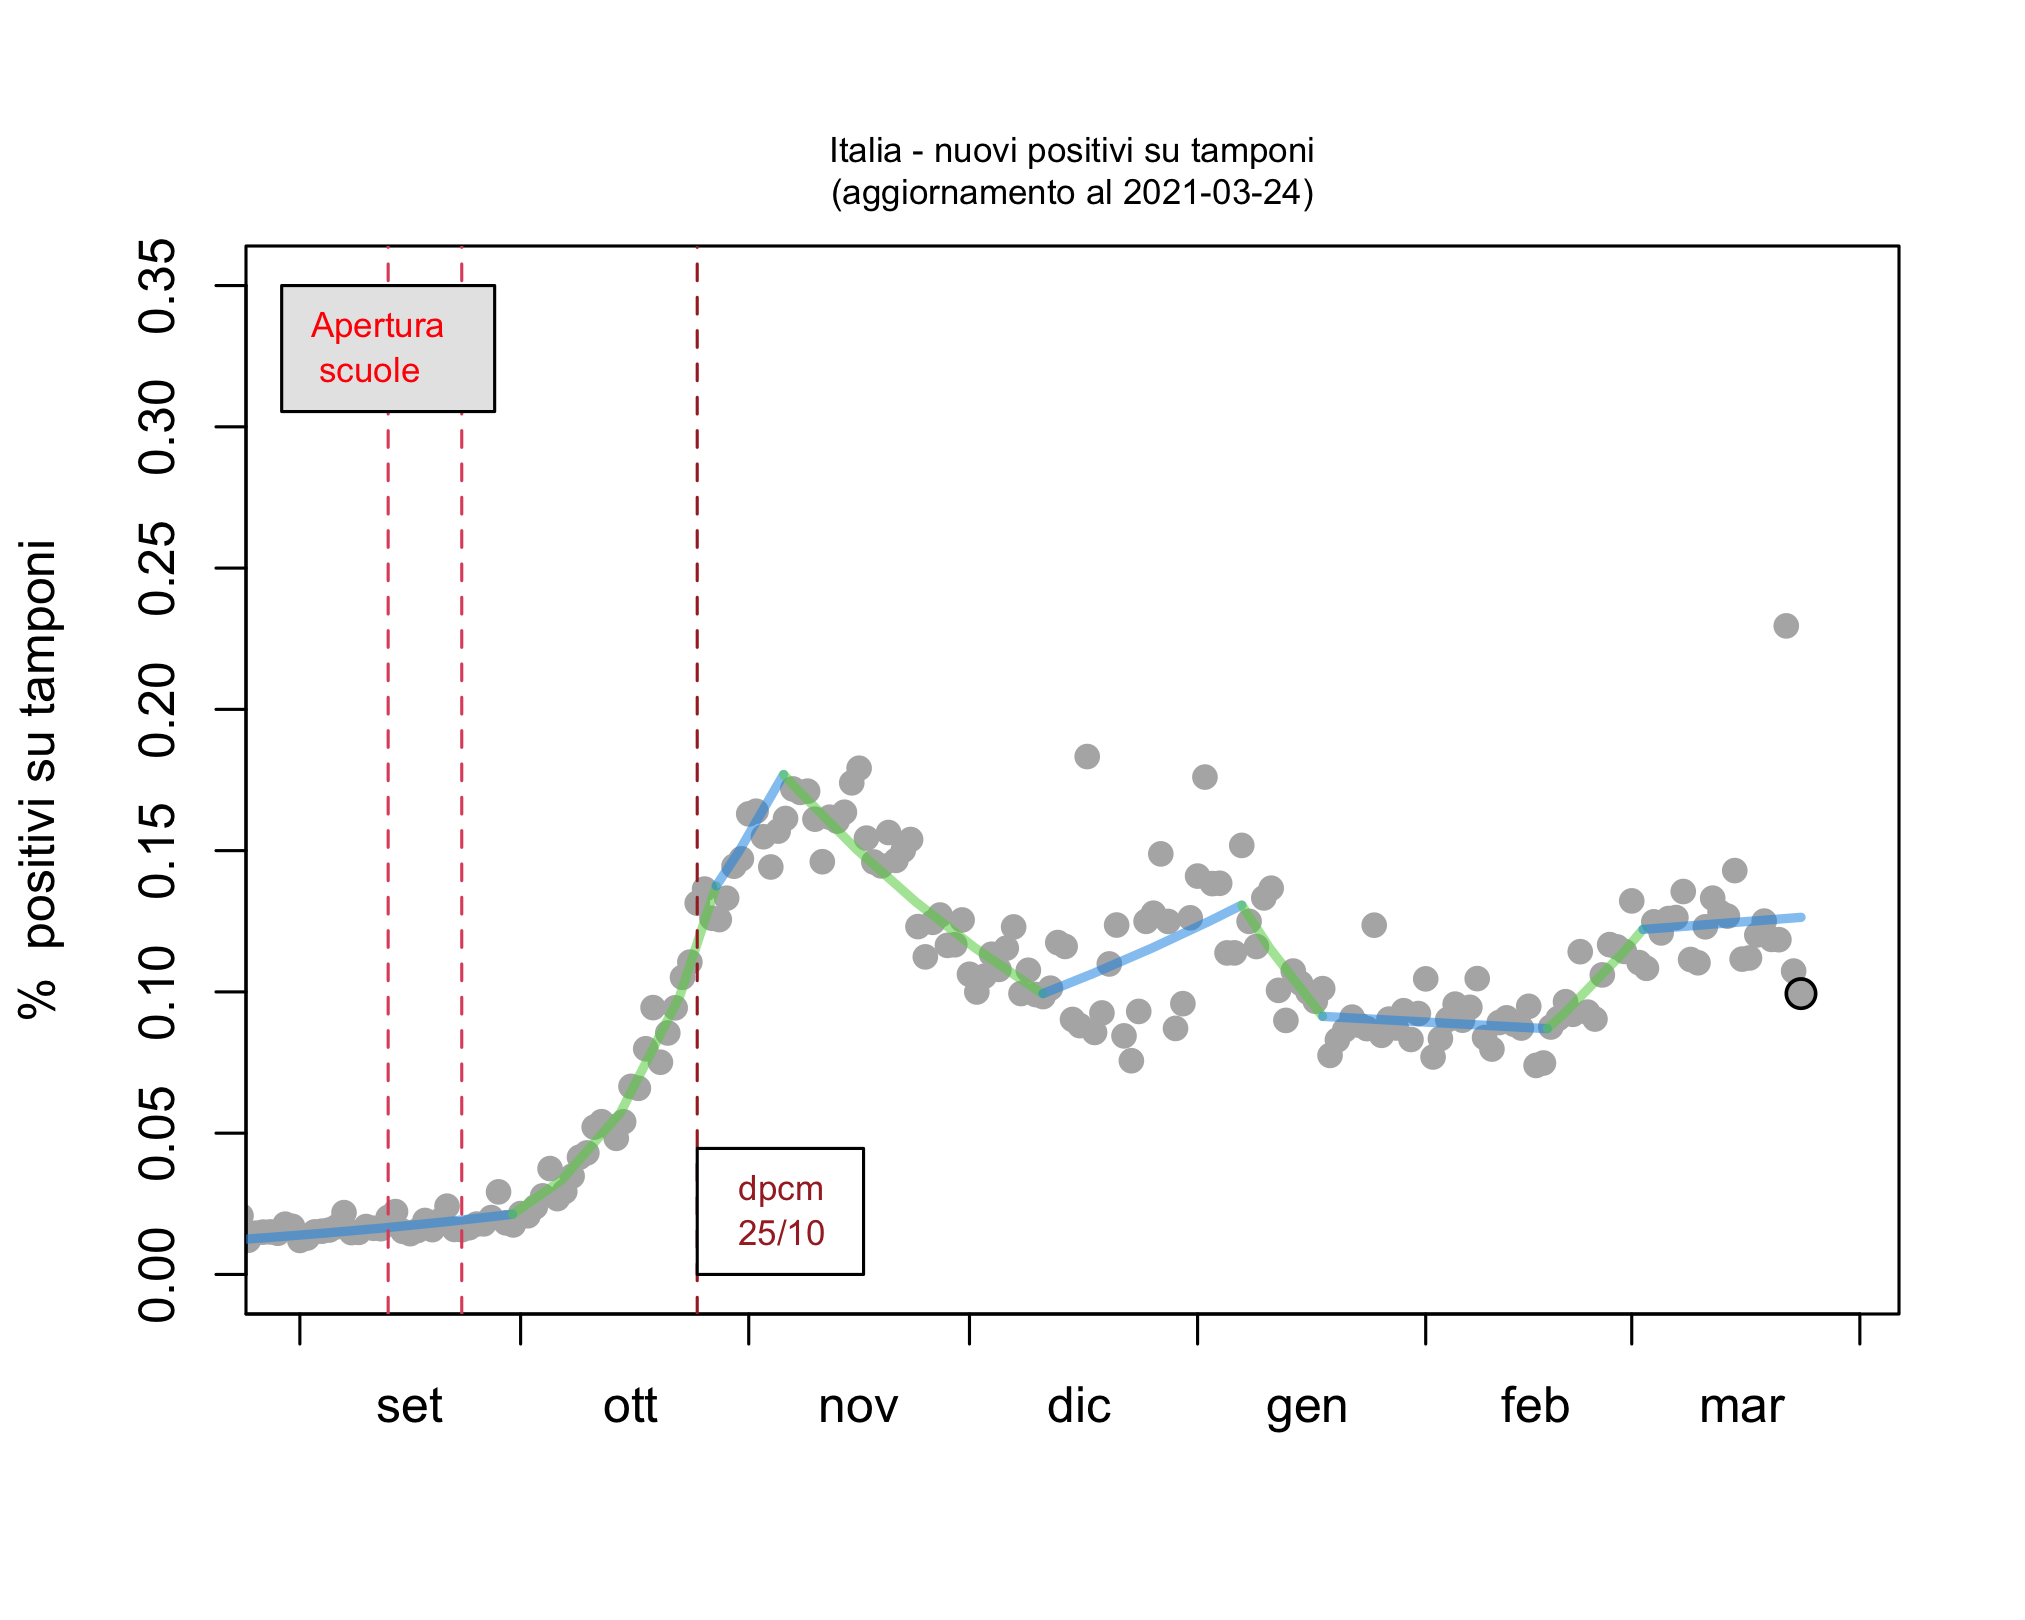 Italia - nuovi positivi su tamponi
(aggiornamento al 2021-03-24)
% positivi su tamponi
0.35
0.30
0.25
0.20
0.15
0.10
0.05
0.00
Apertura
scuole
dpcm
25/10
set ott nov dic gen feb mar